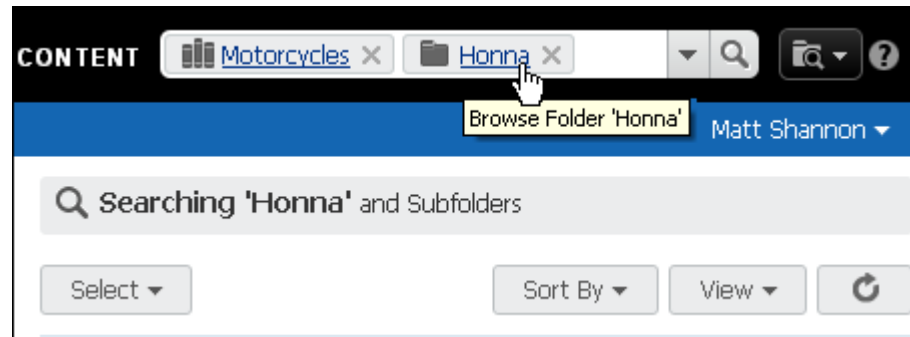 CONTENT Motorcycles Honna
Browse Folder 'Honna'
Matt Shannon
Searching 'Honna' and Subfolders
Select Sort By View